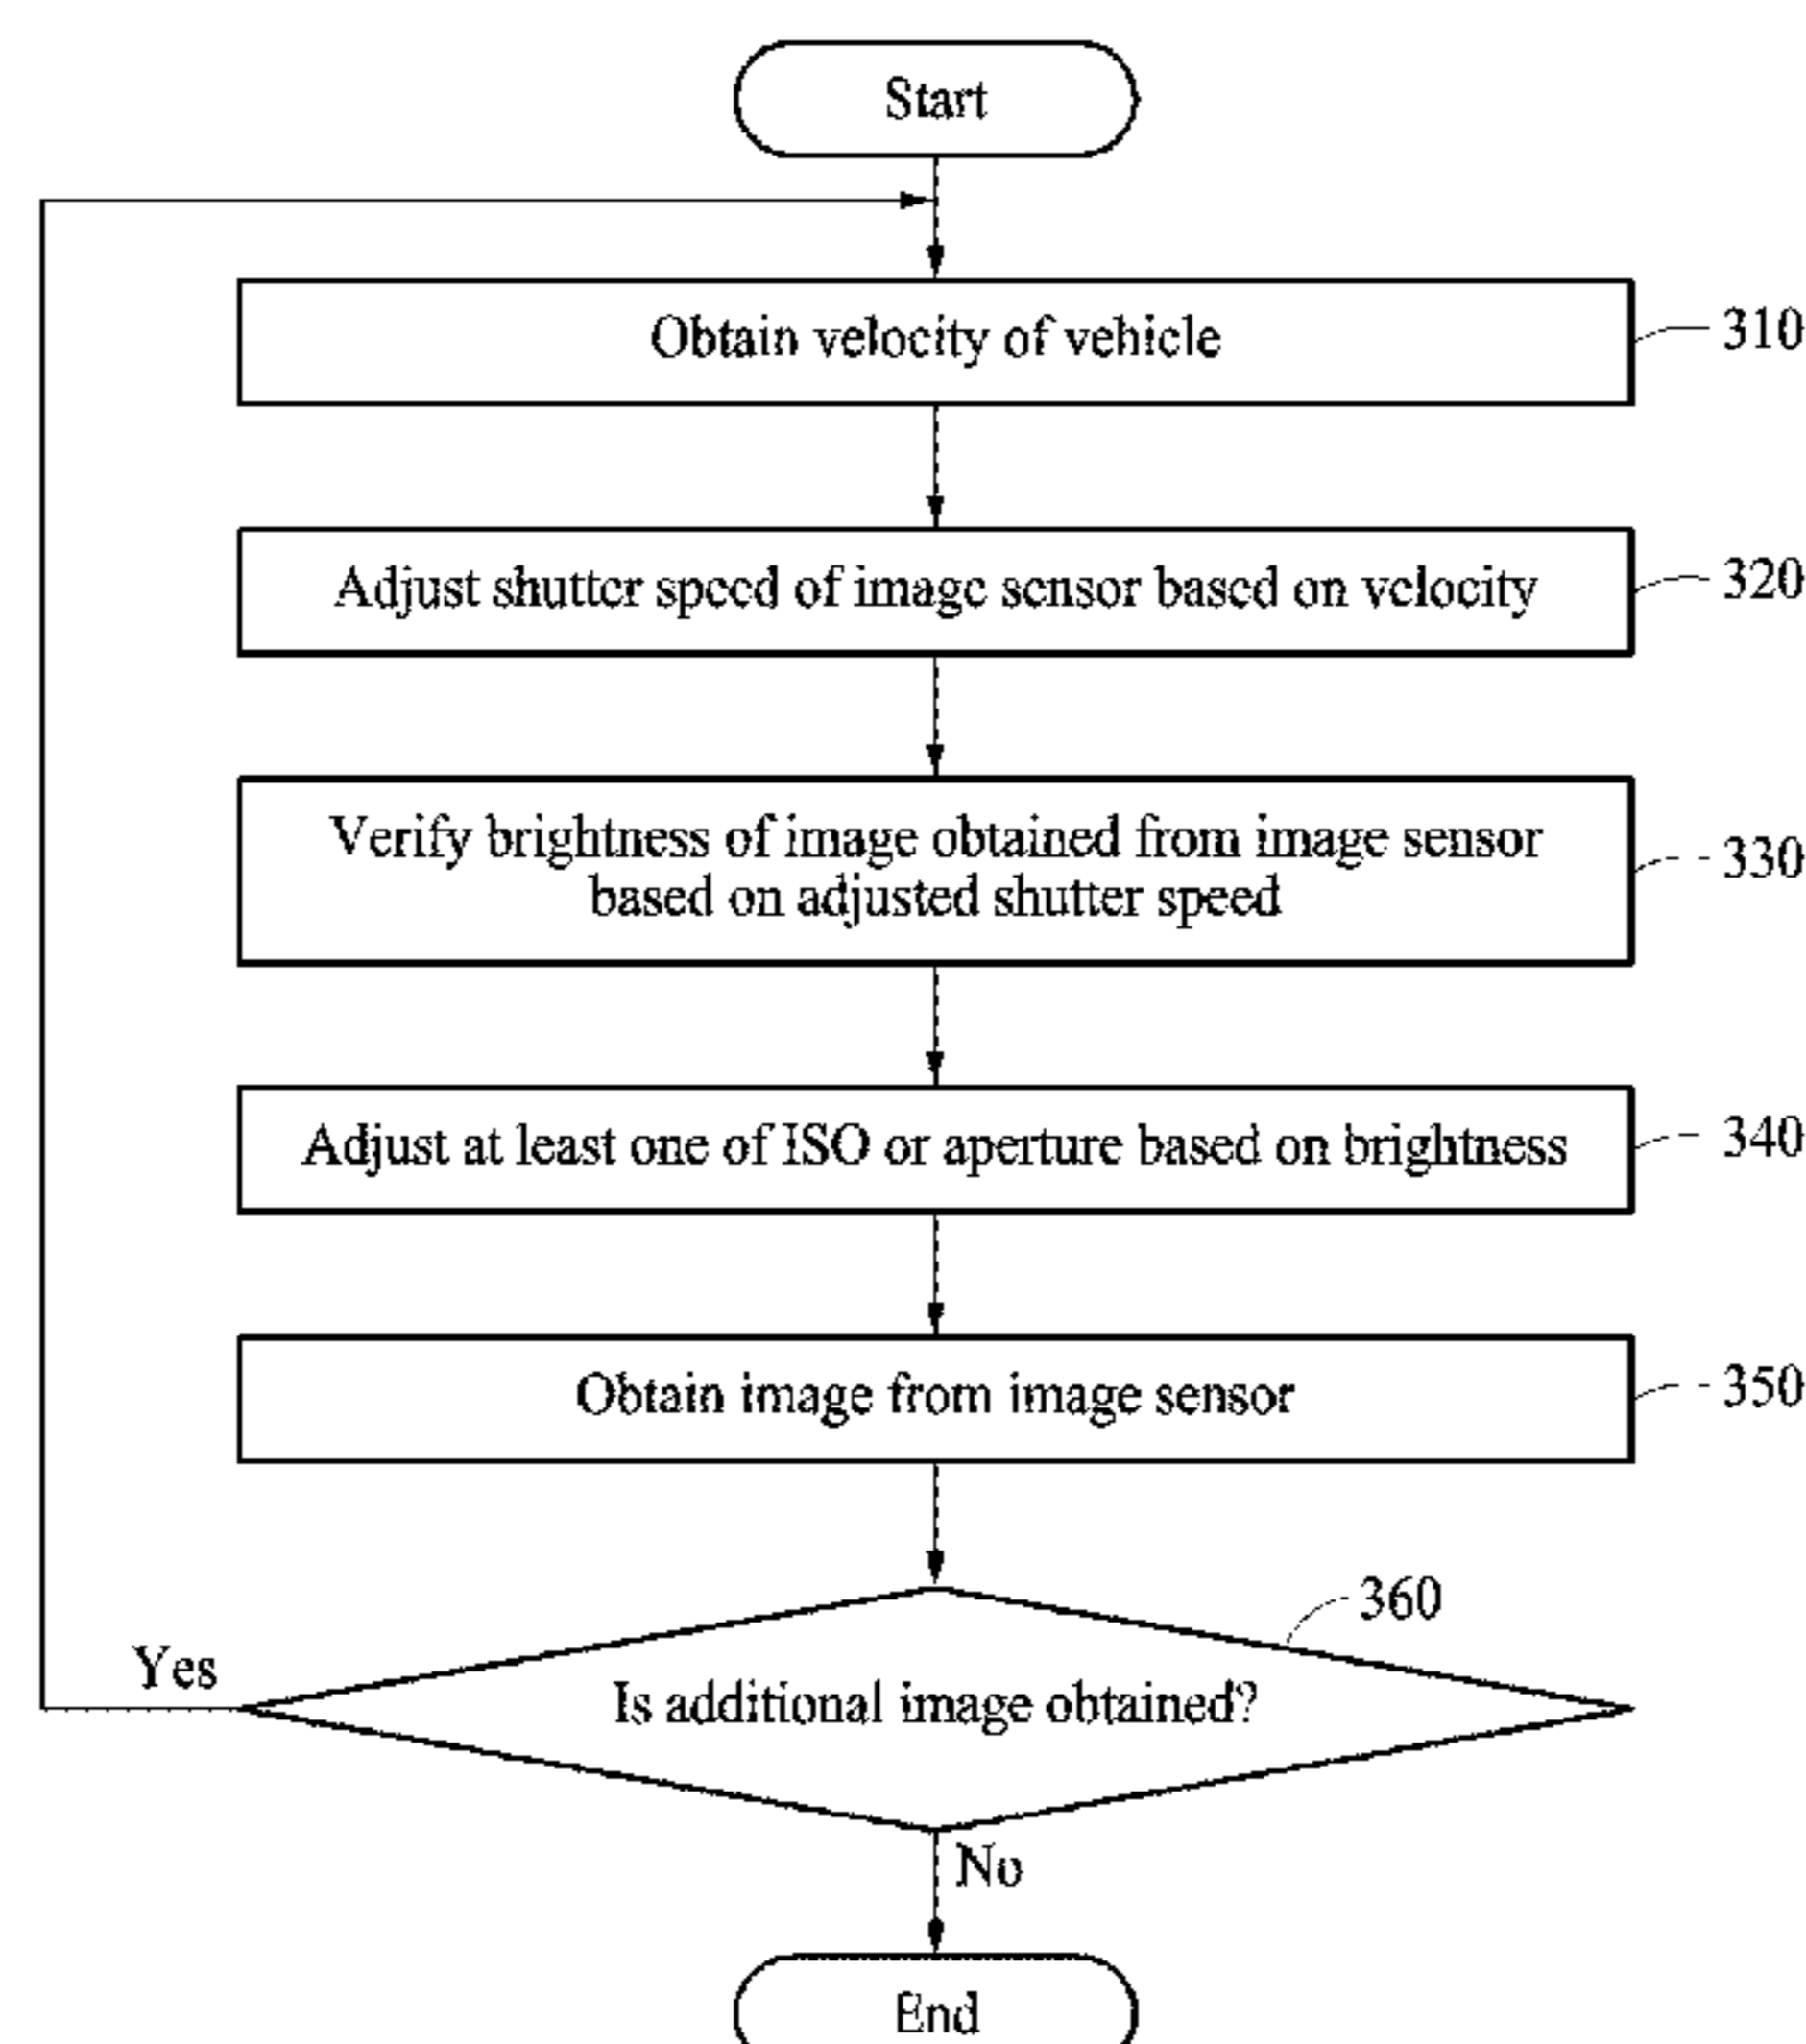 Start
Obtain velocity of vehicle
310
Adjust shutter speed of image sensor based on velocity
320
Verify brightness of image obtained from image sensor
based on adjusted shutter speed
330
Adjust at least one of ISO or aperture based on brightness
340
Obtain image from image sensor
350
360
Yes
Is additional image obtained?
No
End